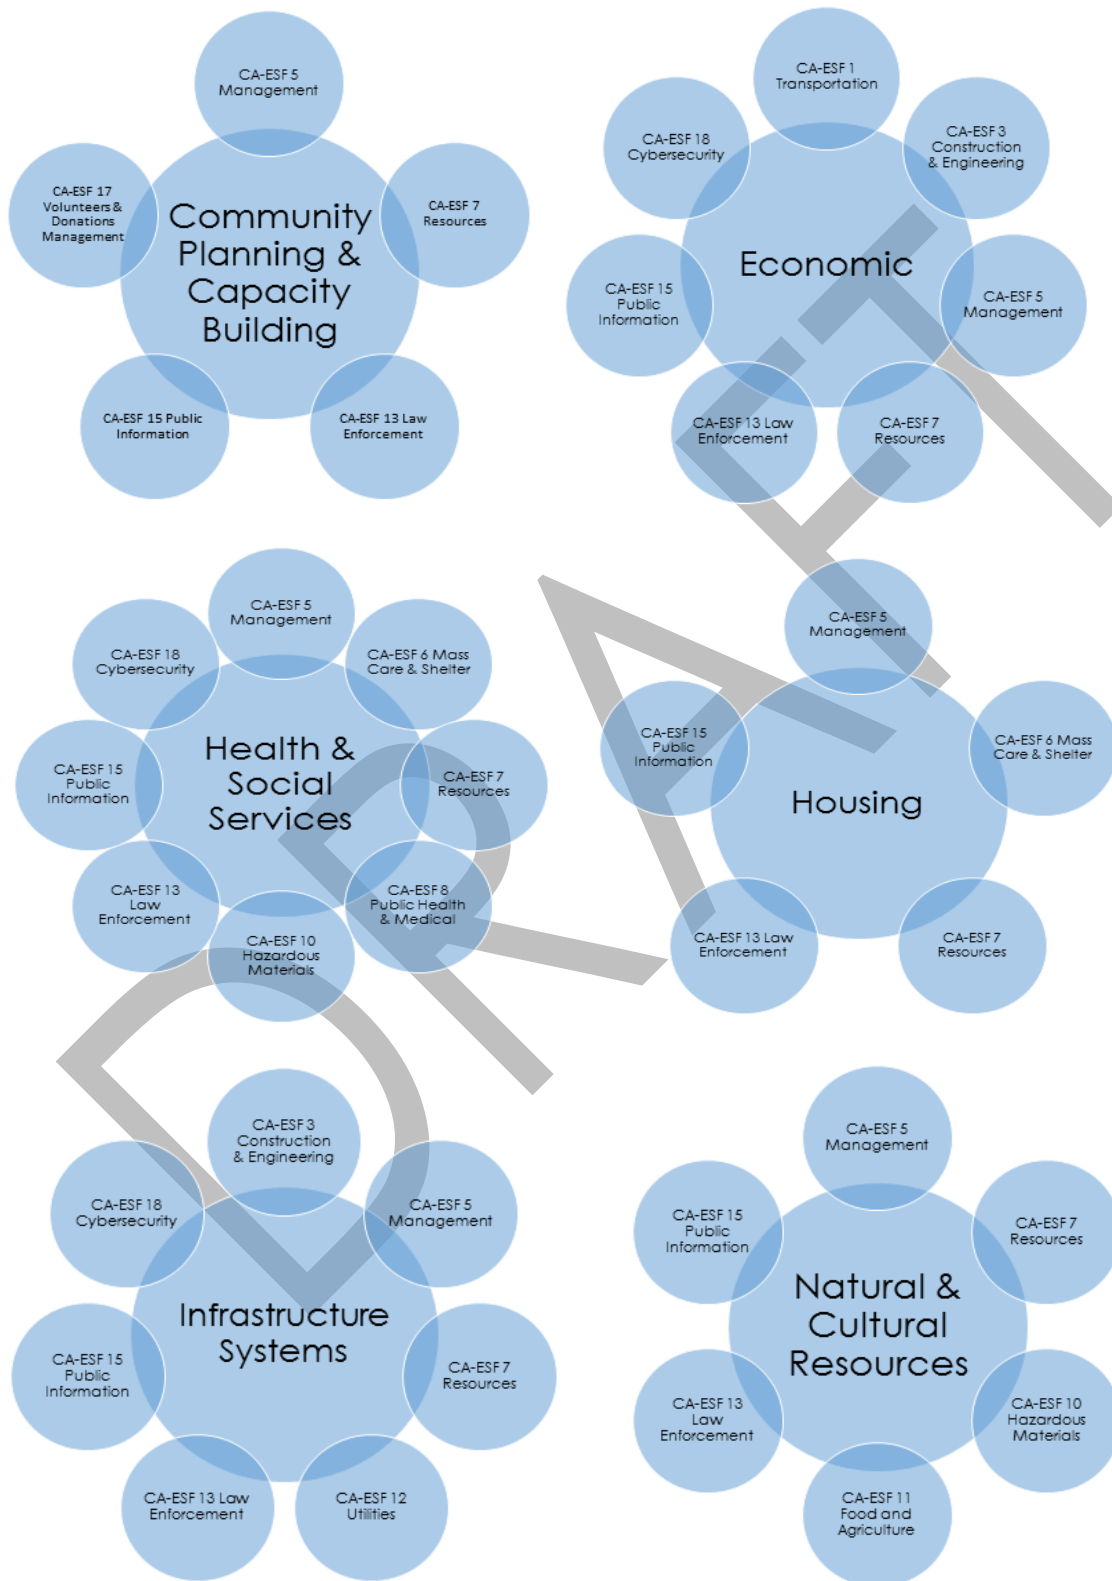 CA-ESF 5
Management
CA-ESF 17
Volunteers &
Donations
Management
CA-ESF 7
Resources
Community
Planning &
Capacity
Building
CA-ESF 15 Public
Information
CA-ESF 13 Law
Enforcement
CA-ESF 1
Transportation
CA-ESF 18
Cybersecurity
CA-ESF 3
Construction
& Engineering
Economic
CA-ESF 15
Public
Information
CA-ESF 5
Management
CA-ESF 13 Law
Enforcement
CA-ESF 7
Resources
CA-ESF 5
Management
CA-ESF 18
Cybersecurity
CA-ESF 6 Mass
Care & Shelter
Health &
Social
Services
CA-ESF 15
Public
Information
CA-ESF 7
Resources
CA-ESF 13
Law
Enforcement
CA-ESF 8
Public Health
& Medical
CA-ESF 10
Hazardous
Materials
CA-ESF 5
Management
CA-ESF 15
Public
Information
CA-ESF 6 Mass
Care & Shelter
Housing
CA-ESF 13 Law
Enforcement
CA-ESF 7
Resources
CA-ESF 3
Construction
& Engineering
CA-ESF 18
Cybersecurity
CA-ESF 5
Management
Infrastructure
Systems
CA-ESF 15
Public
Information
CA-ESF 7
Resources
CA-ESF 13 Law
Enforcement
CA-ESF 12
Utilities
CA-ESF 5
Management
CA-ESF 15
Public
Information
CA-ESF 7
Resources
Natural &
Cultural
Resources
CA-ESF 13
Law
Enforcement
CA-ESF 10
Hazardous
Materials
CA-ESF 11
Food and
Agriculture
DRAFT